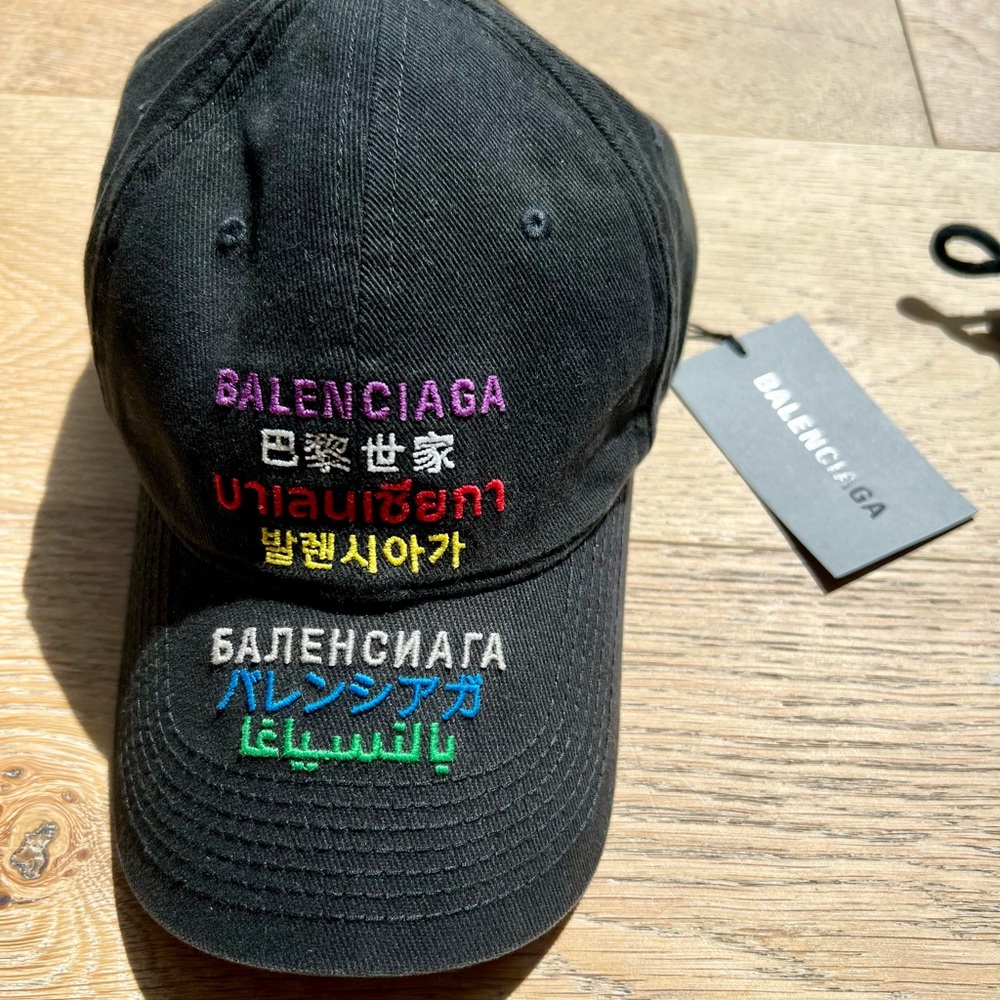 BALENCIAGA
巴黎世家
บาเลนเซียกา
발렌시아가
БАЛЕНСИАГА
バレンシアガ
بالنسياغا
BALENCIAGA